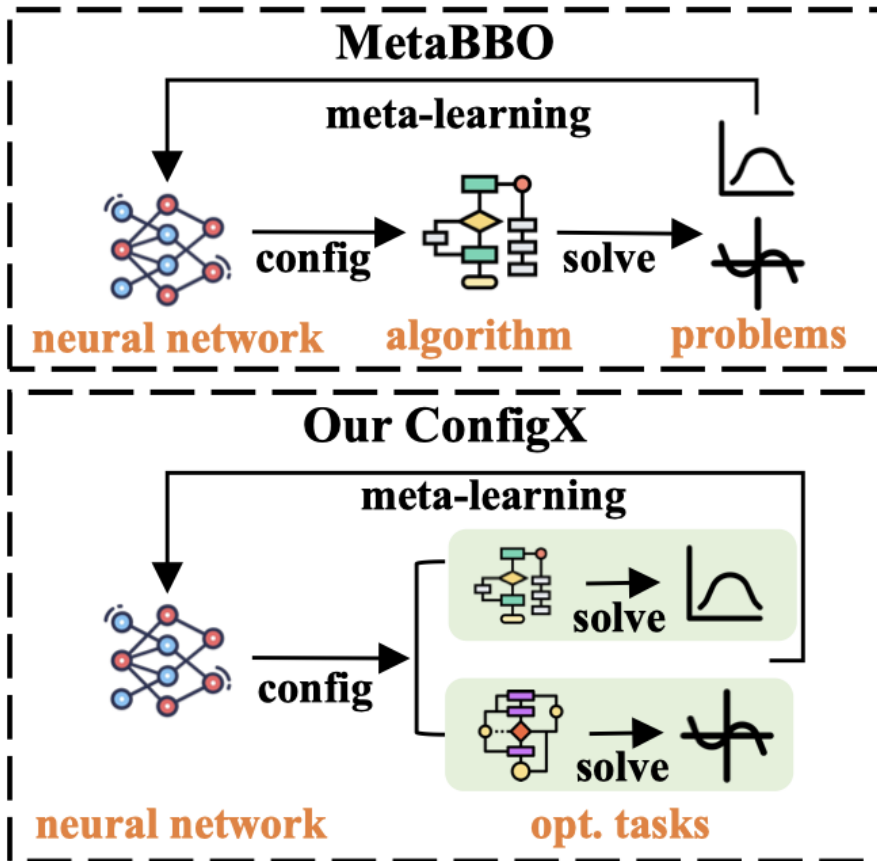 MetaBBO
meta-learning
config
solve
neural network
algorithm
problems
Our ConfigX
meta-learning
solve
config
solve
neural network
opt. tasks